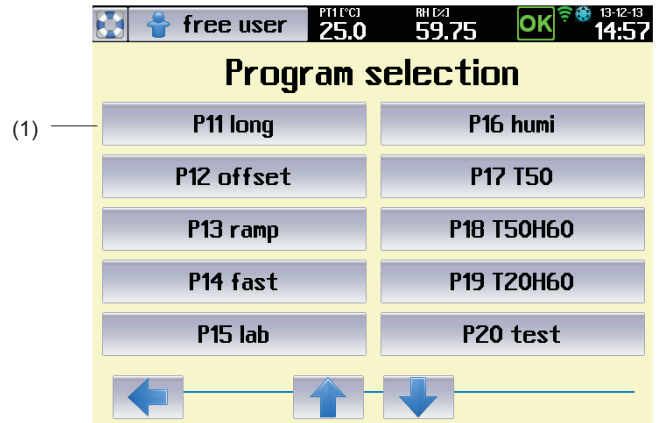 free user PT1[°C] RH[%] 13-12-13
25.0 59.75 OK 14:57
Program selection
(1) P11 long P16 humi
P12 offset P17 T50
P13 ramp P18 T50H60
P14 fast P19 T20H60
P15 lab P20 test